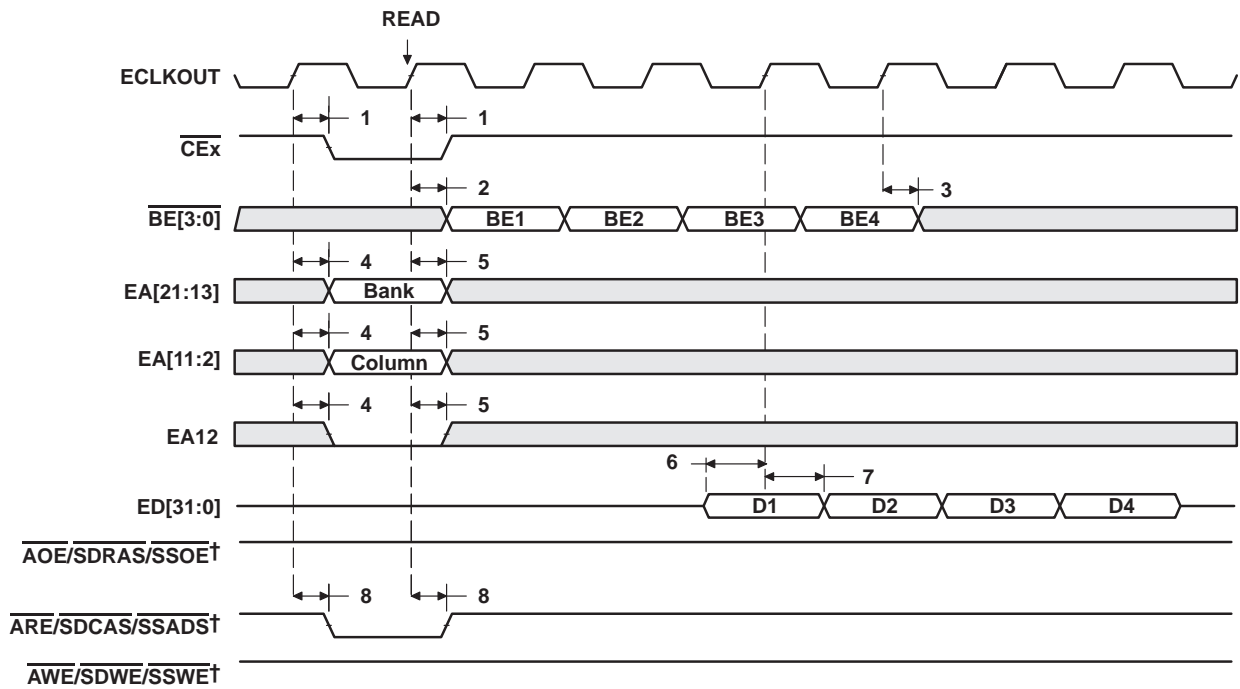 READ
ECLKOUT
1 1
CEx
2 3
BE[3:0] BE1 BE2 BE3 BE4
4 5
EA[21:13] Bank
4 5
EA[11:2] Column
4 5
EA12
6 7
ED[31:0] D1 D2 D3 D4
AOE/SDRAS/SSOE†
8 8
ARE/SDCAS/SSADS†
AWE/SDWE/SSWE†